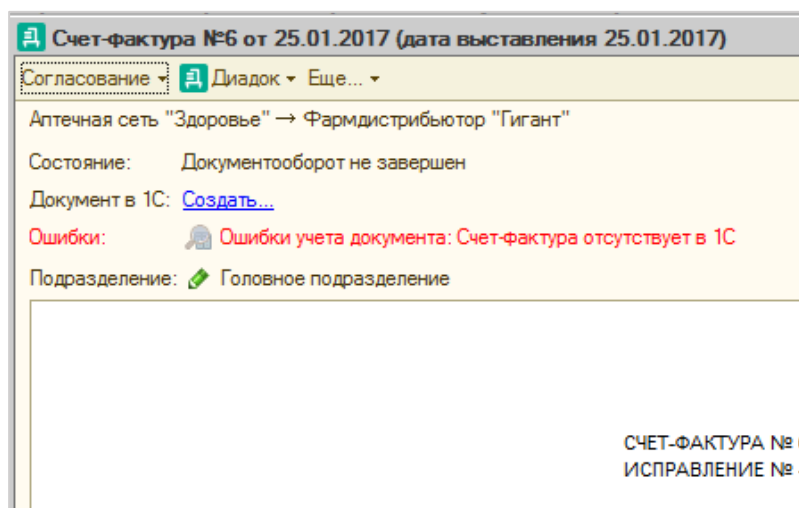 Счет-фактура №6 от 25.01.2017 (дата выставления 25.01.2017)
Согласование Диадок Еще...
Аптечная сеть "Здоровье" → Фармдистрибьютор "Гигант"
Состояние: Документооборот не завершен
Документ в 1С: Создать...
Ошибки: Ошибки учета документа: Счет-фактура отсутствует в 1С
Подразделение: Головное подразделение
СЧЕТ-ФАКТУРА №
ИСПРАВЛЕНИЕ №